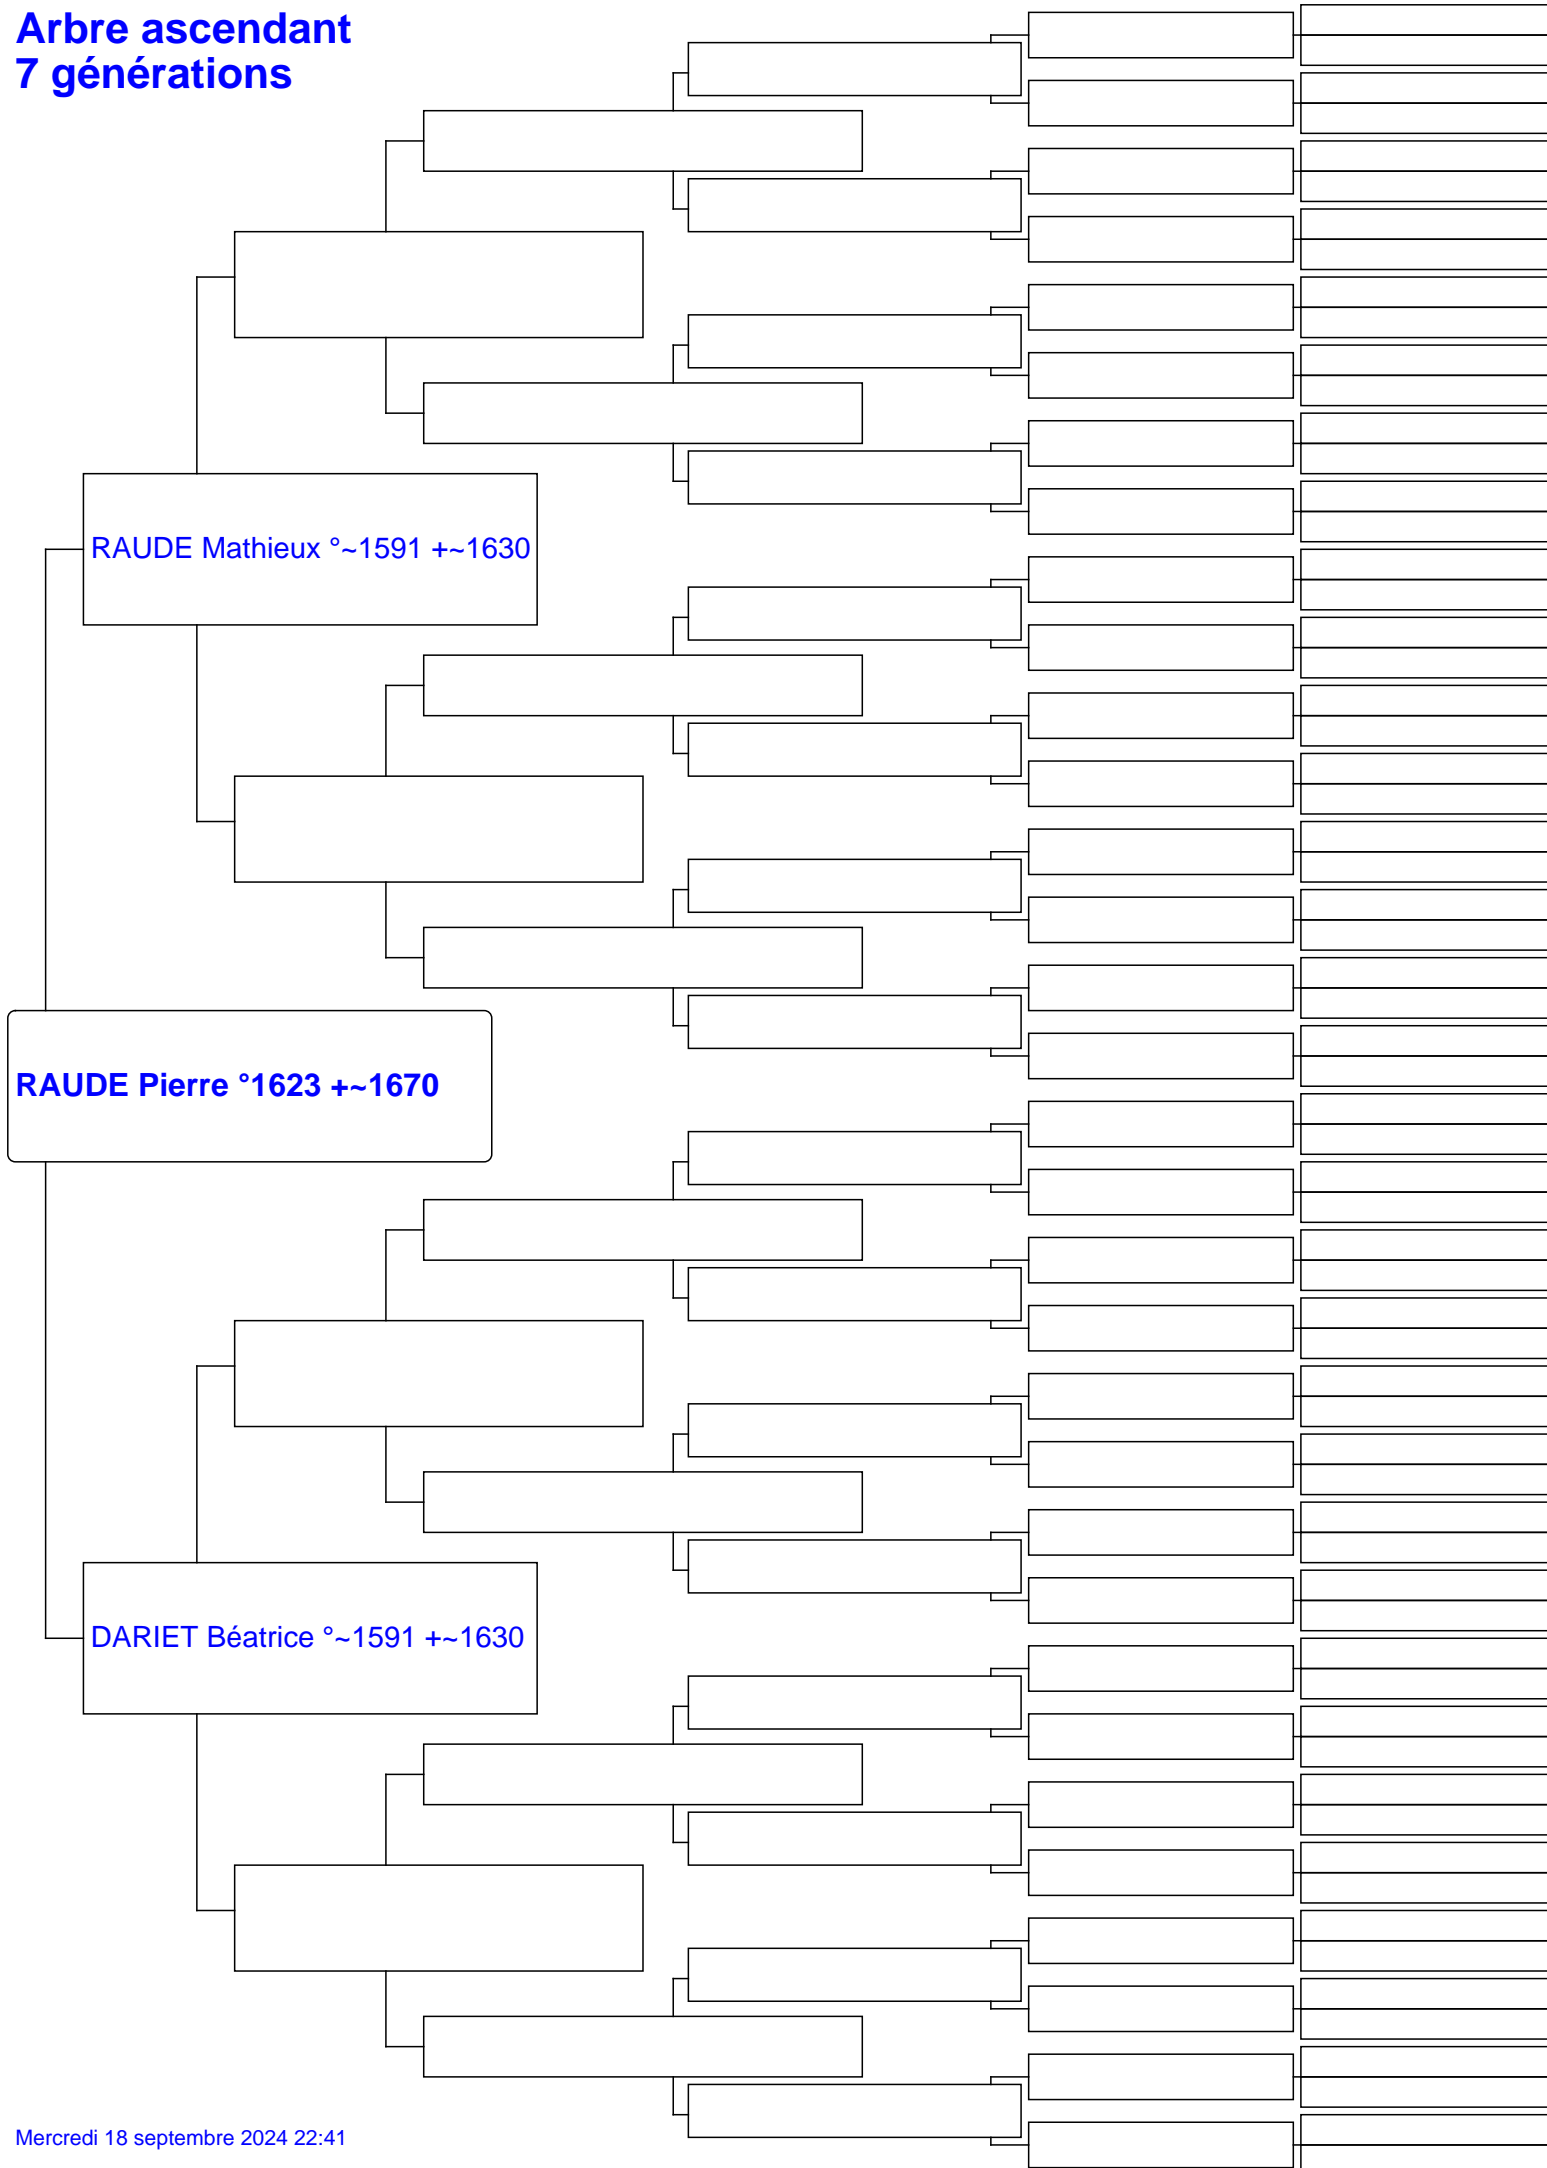 Arbre ascendant
7 générations
RAUDE Mathieux °~1591 +~1630
RAUDE Pierre °1623 +~1670
DARIET Béatrice °~1591 +~1630
Mercredi 18 septembre 2024 22:41